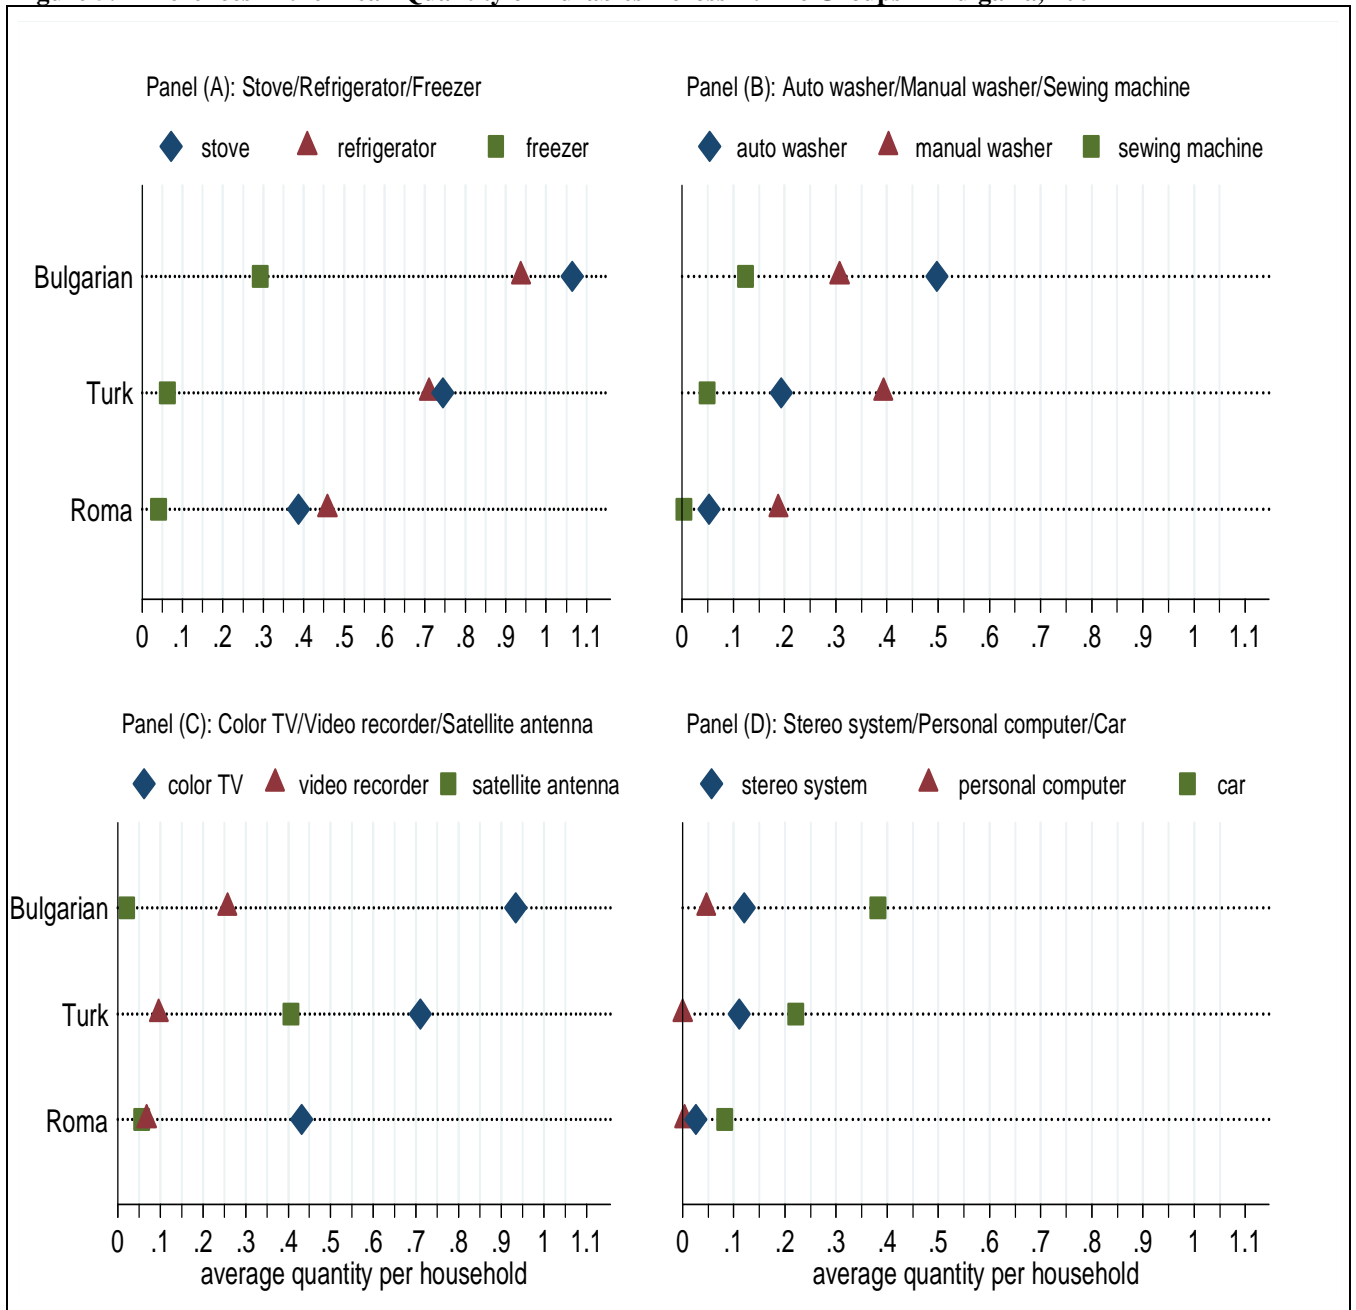 Panel (A): Stove/Refrigerator/Freezer
stove refrigerator freezer
Bulgarian
Turk
Roma
0 .1 .2 .3 .4 .5 .6 .7 .8 .9 1 1.1
Panel (B): Auto washer/Manual washer/Sewing machine
auto washer manual washer sewing machine
0 .1 .2 .3 .4 .5 .6 .7 .8 .9 1 1.1
Panel (C): Color TV/Video recorder/Satellite antenna
color TV video recorder satellite antenna
Bulgarian
Turk
Roma
0 .1 .2 .3 .4 .5 .6 .7 .8 .9 1 1.1
average quantity per household
Panel (D): Stereo system/Personal computer/Car
stereo system personal computer car
0 .1 .2 .3 .4 .5 .6 .7 .8 .9 1 1.1
average quantity per household